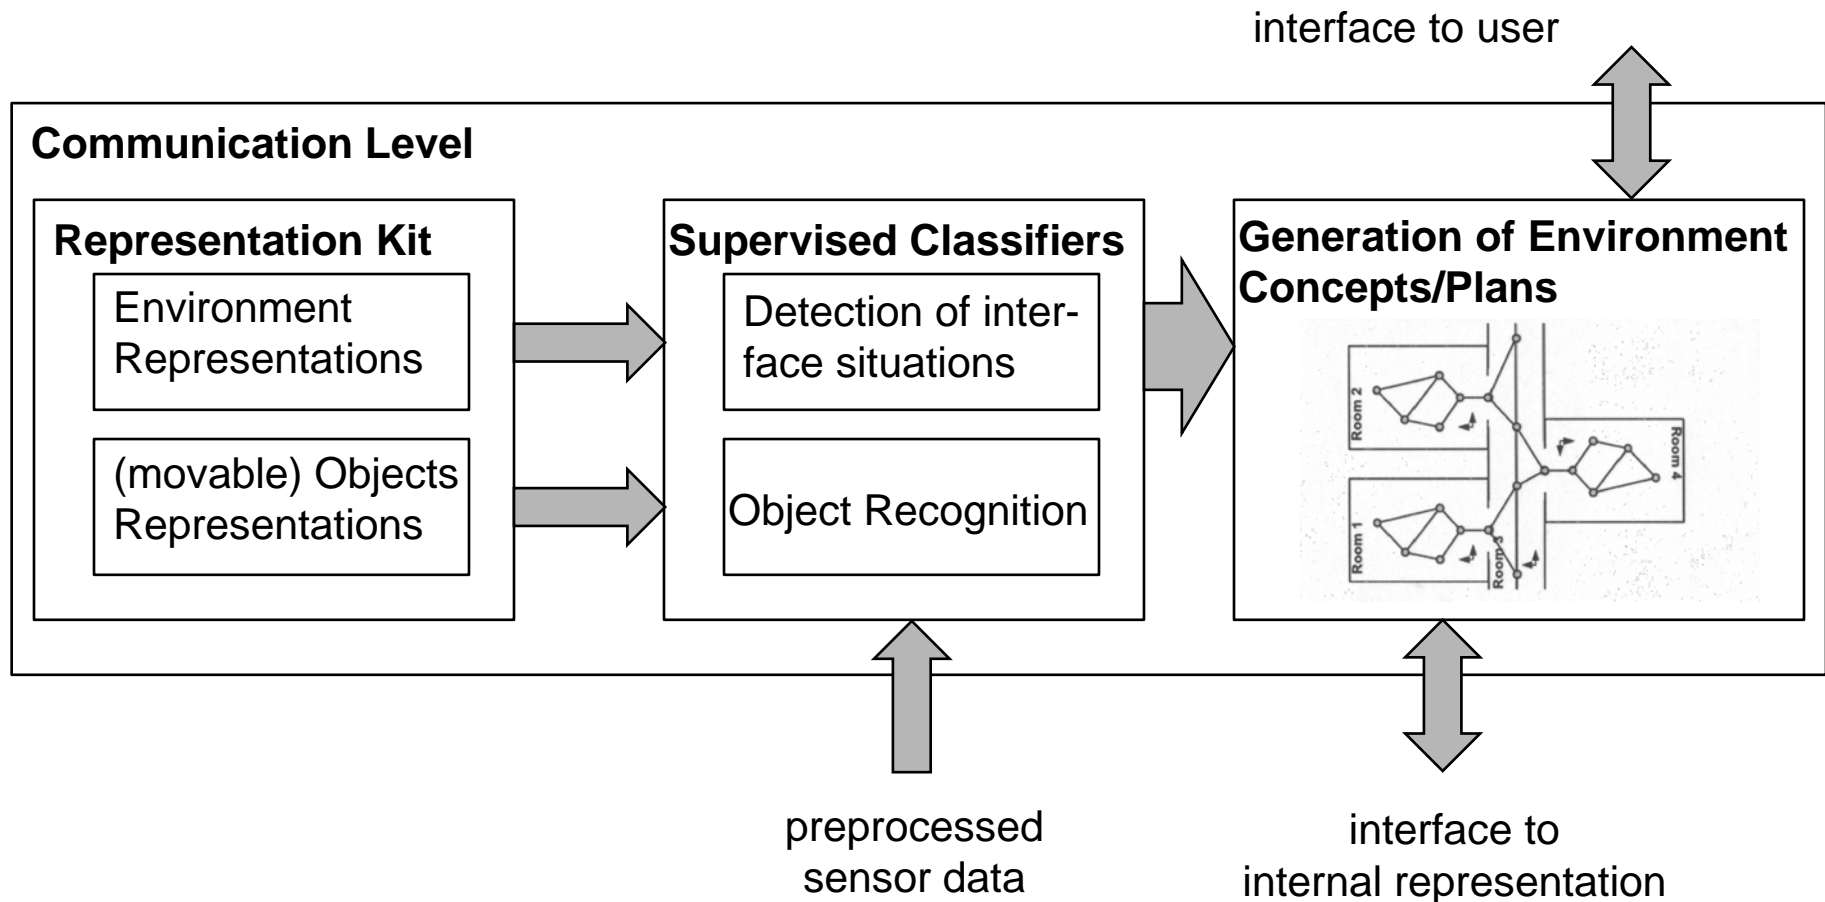 interface to user
Communication Level
Representation Kit
Environment
Representations
(movable) Objects
Representations
Supervised Classifiers
Detection of inter-
face situations
Object Recognition
Generation of Environment
Concepts/Plans
Room 2
Room 4
Room 1
Room 3
preprocessed
sensor data
interface to
internal representation